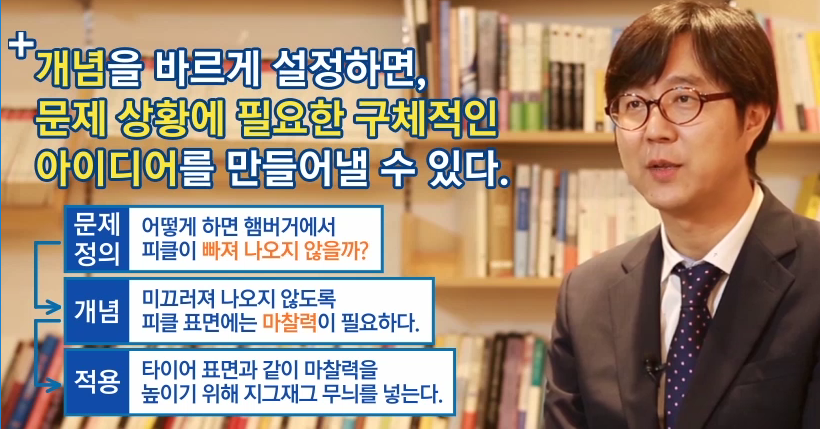 +개념을 바르게 설정하면,
문제 상황에 필요한 구체적인
아이디어를 만들어낼 수 있다.
문제
정의
어떻게 하면 햄버거에서
피클이 빠져 나오지 않을까?
개념
미끄러져 나오지 않도록
피클 표면에는 마찰력이 필요하다.
적용
타이어 표면과 같이 마찰력을
높이기 위해 지그재그 무늬를 넣는다.